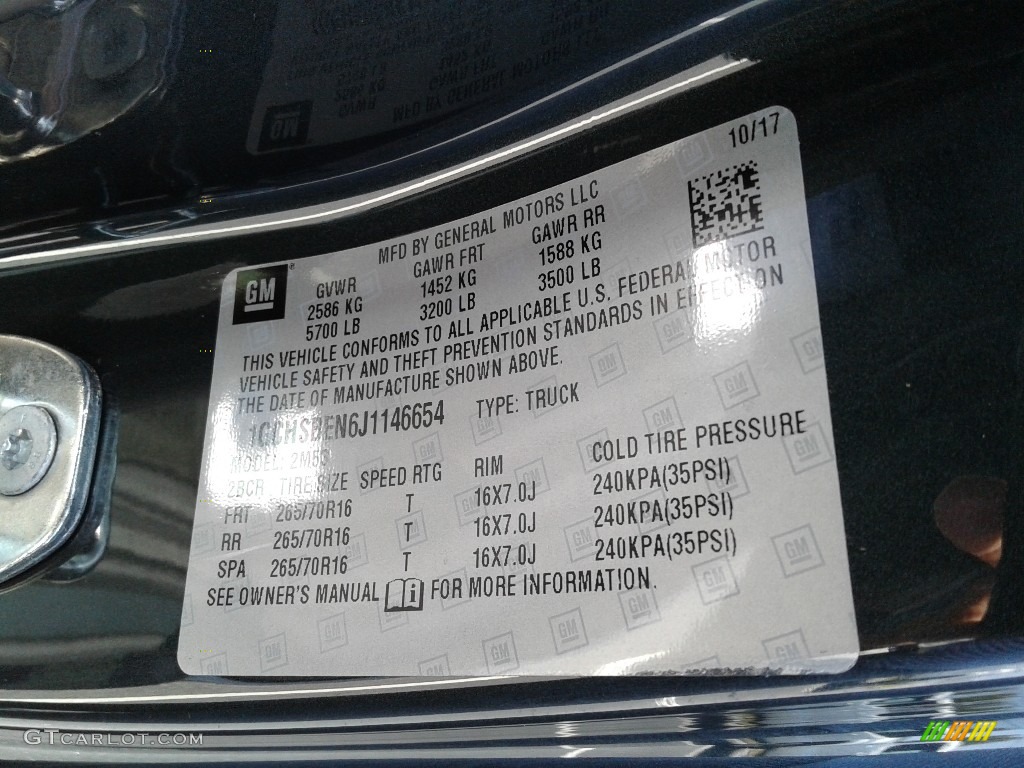 10/17
MFD BY GENERAL MOTORS LLC
GM
GVWR GAWR FRT GAWR RR
2586 KG 1452 KG 1588 KG
5700 LB 3200 LB 3500 LB
THIS VEHICLE CONFORMS TO ALL APPLICABLE U.S. FEDERAL MOTOR
VEHICLE SAFETY AND THEFT PREVENTION STANDARDS IN EFFECT ON
THE DATE OF MANUFACTURE SHOWN ABOVE.
1GCHSBEN6J1146654 TYPE: TRUCK
MODEL:
2BCR TIRE SIZE SPEED RTG RIM COLD TIRE PRESSURE
FRT 265/70R16 T 16X7.0J 240KPA(35PSI)
RR 265/70R16 T 16X7.0J 240KPA(35PSI)
SPA 265/70R16 T 16X7.0J 240KPA(35PSI)
SEE OWNER'S MANUAL FOR MORE INFORMATION.
GTCARLOT.COM